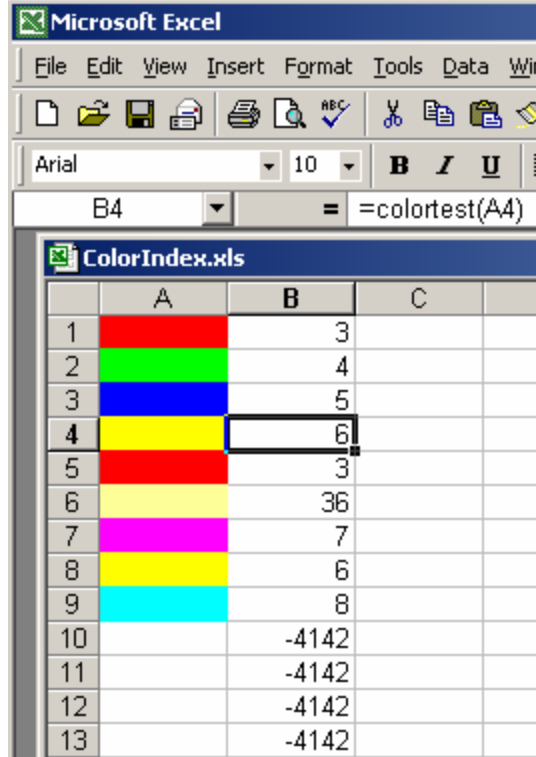 Microsoft Excel
File Edit View Insert Format Tools Data Wi
ABC
Arial 10 B I U
B4 = =colortest(A4)
ColorIndex.xls
A B C
1 3
2 4
3 5
4 6
5 3
6 36
7 7
8 6
9 8
10 -4142
11 -4142
12 -4142
13 -4142